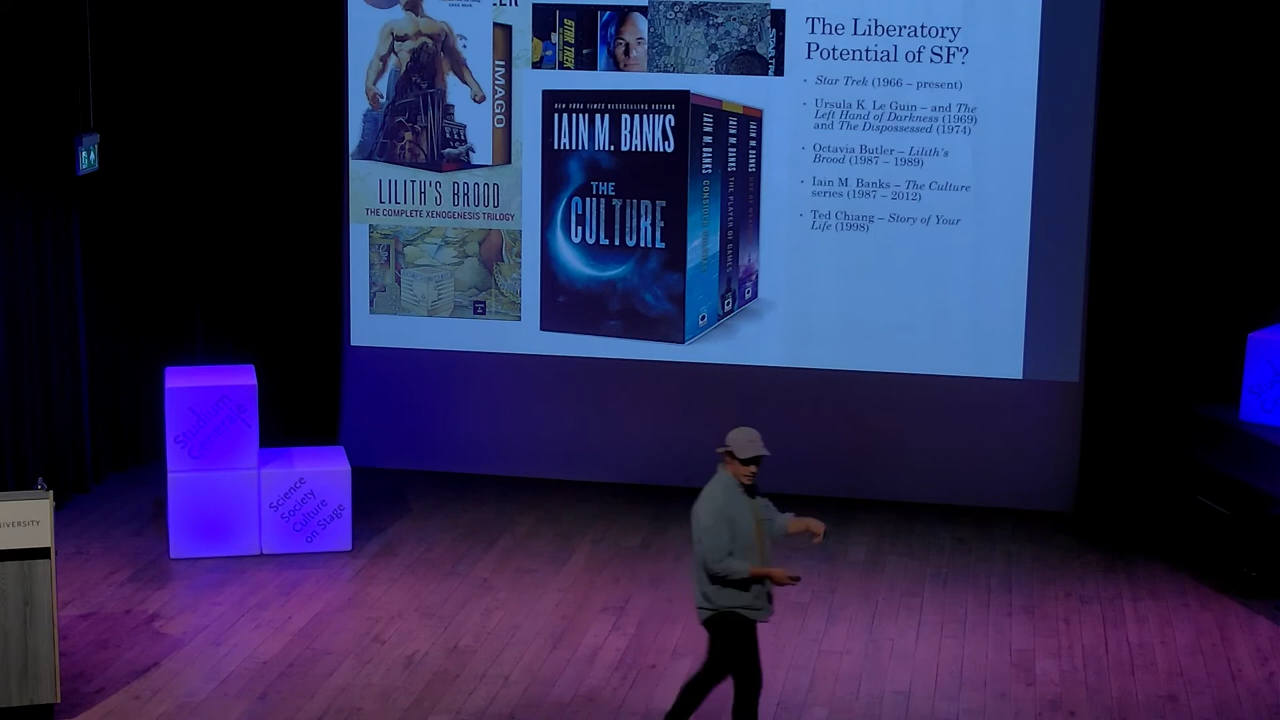 IMAGO
LILITH'S BROOD
THE COMPLETE XENOGENESIS TRILOGY
STAR TREK
NEW YORK TIMES BESTSELLING AUTHOR
IAIN M. BANKS
THE
CULTURE
IAIN M. BANKS CONSIDER PHLEBAS
IAIN M. BANKS THE PLAYER OF GAMES
IAIN M. BANKS
The Liberatory
Potential of SF?
• Star Trek (1966 – present)
• Ursula K. Le Guin – and The
Left Hand of Darkness (1969)
and The Dispossessed (1974)
• Octavia Butler – Lilith's
Brood (1987 – 1989)
• Iain M. Banks – The Culture
series (1987 – 2012)
• Ted Chiang – Story of Your
Life (1998)
Studium
Generale
Science
Society
Culture
on Stage